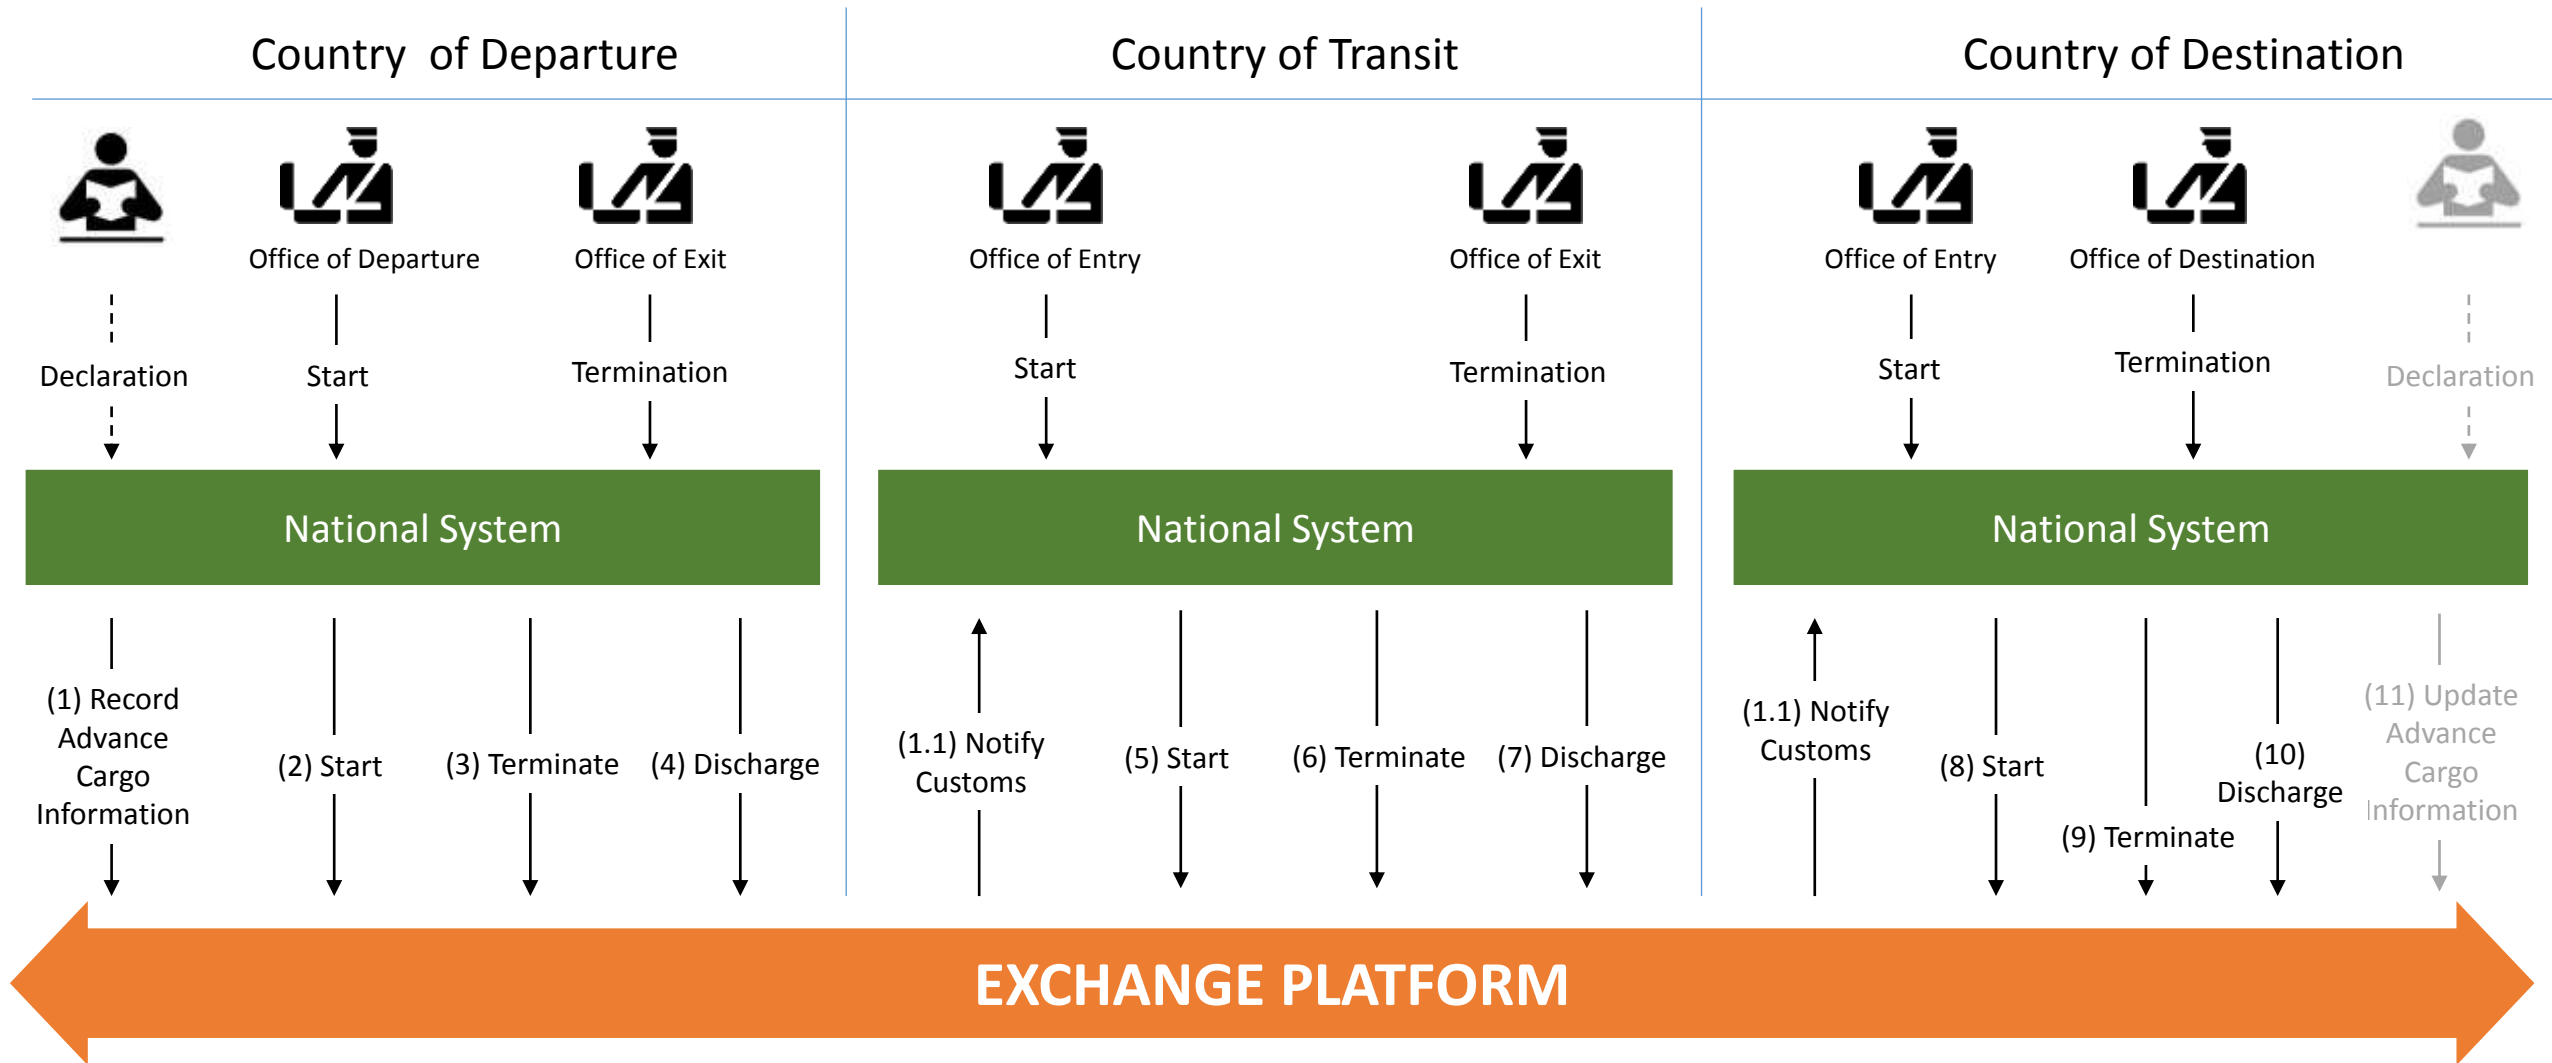 Country of Departure
Country of Transit
Country of Destination
Office of Departure
Office of Exit
Office of Entry
Office of Exit
Office of Entry
Office of Destination
Declaration
Start
Termination
Start
Termination
Start
Termination
Declaration
National System
National System
National System
(1) Record
Advance
Cargo
Information
(2) Start
(3) Terminate
(4) Discharge
(1.1) Notify
Customs
(5) Start
(6) Terminate
(7) Discharge
(1.1) Notify
Customs
(8) Start
(9) Terminate
(10)
Discharge
(11) Update
Advance
Cargo
Information
EXCHANGE PLATFORM